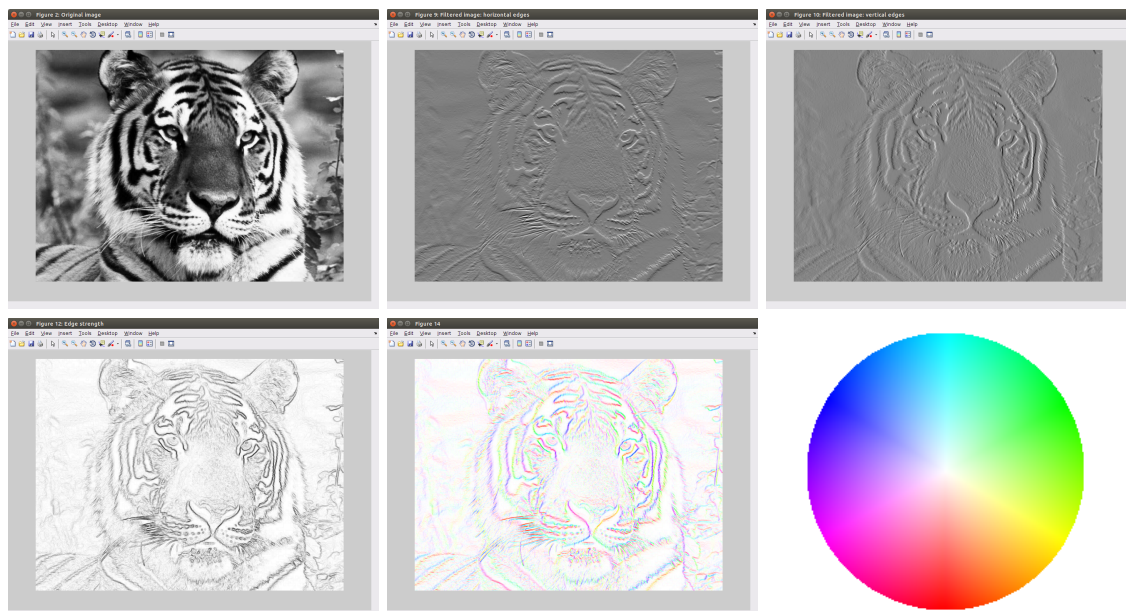 Figure 2: Original image
File Edit View Insert Tools Desktop Window Help
Figure 9: Filtered image: horizontal edges
File Edit View Insert Tools Desktop Window Help
Figure 10: Filtered image: vertical edges
File Edit View Insert Tools Desktop Window Help
Figure 12: Edge strength
File Edit View Insert Tools Desktop Window Help
Figure 14
File Edit View Insert Tools Desktop Window Help